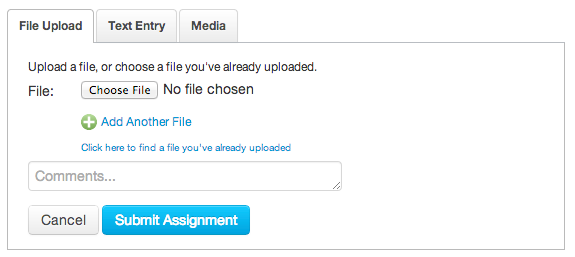 File Upload Text Entry Media
Upload a file, or choose a file you've already uploaded.
File: Choose File No file chosen
Add Another File
Click here to find a file you've already uploaded
Comments...
Cancel Submit Assignment